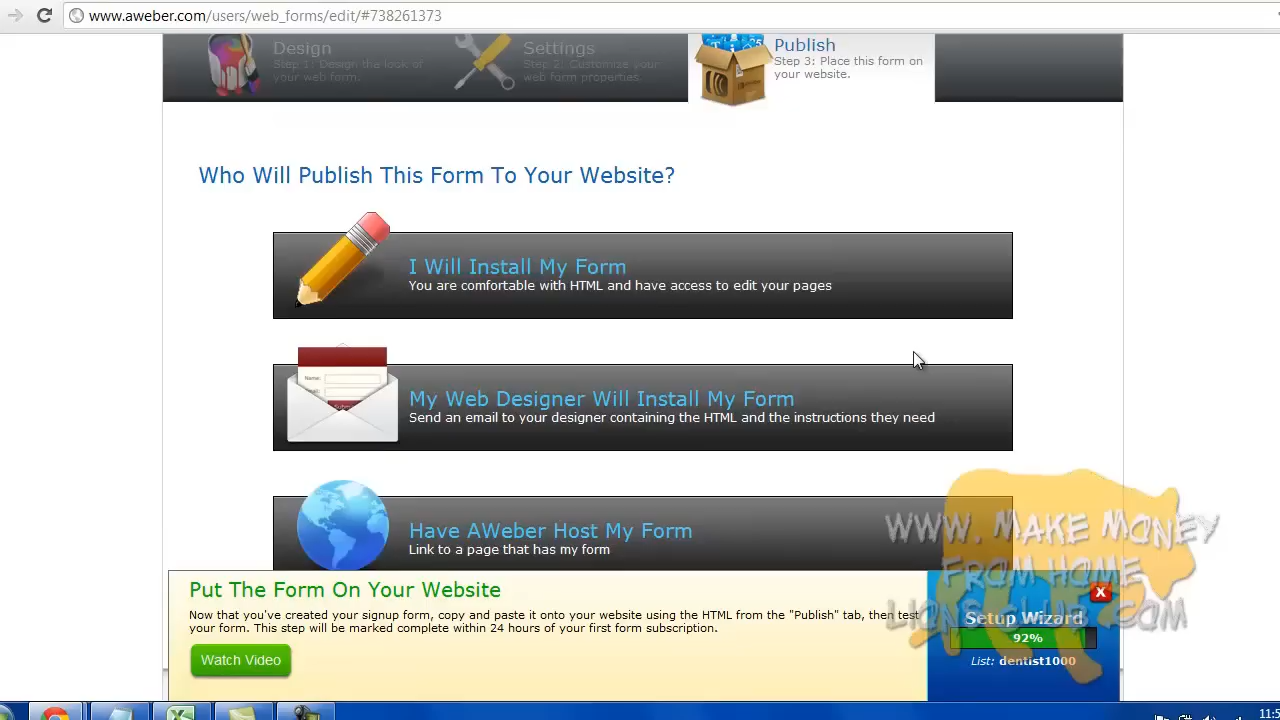 www.aweber.com/users/web_forms/edit/#738261373
Design
Step 1: Design the look of
your web form.
Settings
Step 2: Customize your
web form properties.
Publish
Step 3: Place this form on
your website.
Who Will Publish This Form To Your Website?
I Will Install My Form
You are comfortable with HTML and have access to edit your pages
My Web Designer Will Install My Form
Send an email to your designer containing the HTML and the instructions they need
Name:
Have AWeber Host My Form
Link to a page that has my form
WWW. MAKE MONEY
FROM HOME
LIONS CLUB. COM
Put The Form On Your Website
Now that you've created your signup form, copy and paste it onto your website using the HTML from the "Publish" tab, then test
your form. This step will be marked complete within 24 hours of your first form subscription.
Watch Video
X
Setup Wizard
92%
List: dentist1000
11:5